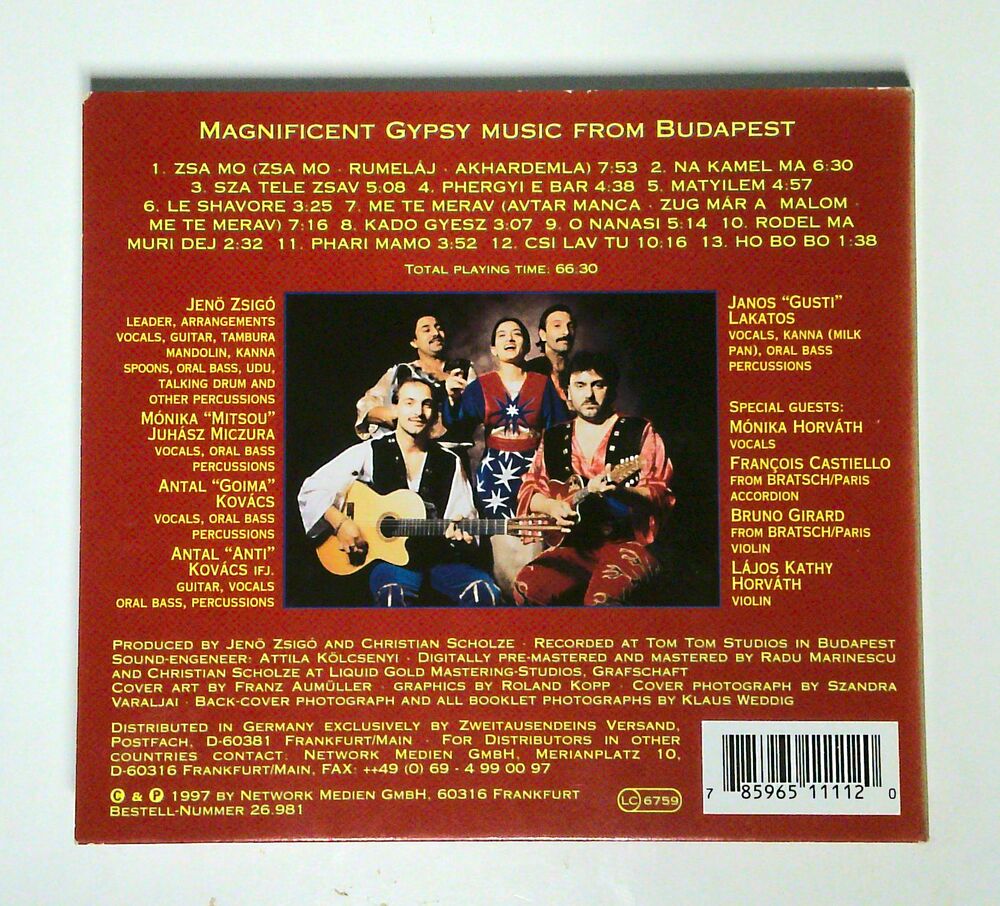 MAGNIFICENT GYPSY MUSIC FROM BUDAPEST
1. ZSA MO (ZSA MO · RUMELÁJ · AKHARDEMLA) 7:53 2. NA KAMEL MA 6:30
3. SZA TELE ZSAV 5:08 4. PHERGYI E BAR 4:38 5. MATYILEM 4:57
6. LE SHAVORE 3:25 7. ME TE MERAV (AVTAR MANCA · ZUG MÁR A MALOM ·
ME TE MERAV) 7:16 8. KADO GYESZ 3:07 9. O NANASI 5:14 10. RODEL MA
MURI DEJ 2:32 11. PHARI MAMO 3:52 12. CSI LAV TU 10:16 13. HO BO BO 1:38
TOTAL PLAYING TIME: 66:30
JENÖ ZSIGÓ
LEADER, ARRANGEMENTS
VOCALS, GUITAR, TAMBURA
MANDOLIN, KANNA
SPOONS, ORAL BASS, UDU,
TALKING DRUM AND
OTHER PERCUSSIONS
MÓNIKA "MITSOU"
JUHÁSZ MICZURA
VOCALS, ORAL BASS
PERCUSSIONS
ANTAL "GOIMA"
KOVÁCS
VOCALS, ORAL BASS
PERCUSSIONS
ANTAL "ANTI"
KOVÁCS IFJ.
GUITAR, VOCALS
ORAL BASS, PERCUSSIONS
JANOS "GUSTI"
LAKATOS
VOCALS, KANNA (MILK
PAN), ORAL BASS
PERCUSSIONS
SPECIAL GUESTS:
MÓNIKA HORVÁTH
VOCALS
FRANÇOIS CASTIELLO
FROM BRATSCH/PARIS
ACCORDION
BRUNO GIRARD
FROM BRATSCH/PARIS
VIOLIN
LÁJOS KATHY
HORVÁTH
VIOLIN
PRODUCED BY JENÖ ZSIGÓ AND CHRISTIAN SCHOLZE · RECORDED AT TOM TOM STUDIOS IN BUDAPEST
SOUND-ENGENEER: ATTILA KÖLCSENYI · DIGITALLY PRE-MASTERED AND MASTERED BY RADU MARINESCU
AND CHRISTIAN SCHOLZE AT LIQUID GOLD MASTERING-STUDIOS, GRAFSCHAFT
COVER ART BY FRANZ AUMÜLLER · GRAPHICS BY ROLAND KOPP · COVER PHOTOGRAPH BY SZANDRA
VARALJAI · BACK-COVER PHOTOGRAPH AND ALL BOOKLET PHOTOGRAPHS BY KLAUS WEDDIG
DISTRIBUTED IN GERMANY EXCLUSIVELY BY ZWEITAUSENDEINS VERSAND,
POSTFACH, D-60381 FRANKFURT/MAIN · FOR DISTRIBUTORS IN OTHER
COUNTRIES CONTACT: NETWORK MEDIEN GMBH, MERIANPLATZ 10,
D-60316 FRANKFURT/MAIN, FAX: ++49 (0) 69 - 4 99 00 97
© & ℗ 1997 BY NETWORK MEDIEN GMBH, 60316 FRANKFURT
BESTELL-NUMMER 26.981
LC 6759
7 85965 11112 0